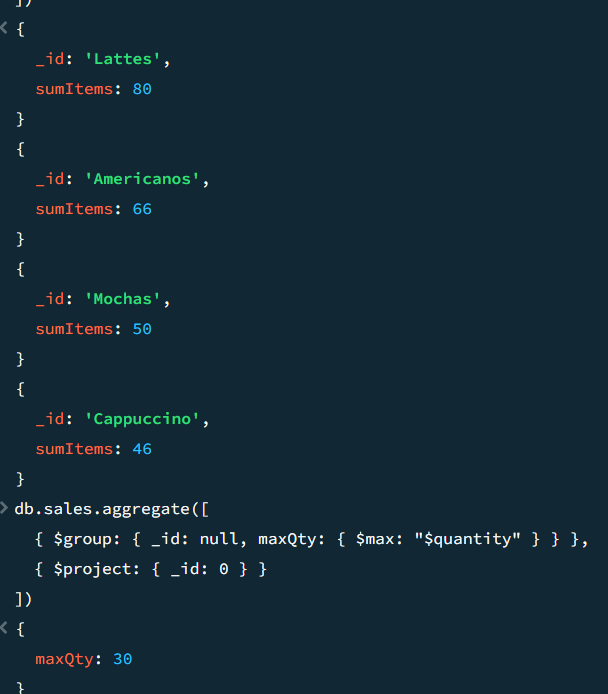 ])
{
_id: 'Lattes',
sumItems: 80
}
{
_id: 'Americanos',
sumItems: 66
}
{
_id: 'Mochas',
sumItems: 50
}
{
_id: 'Cappuccino',
sumItems: 46
}
db.sales.aggregate([
{ $group: { _id: null, maxQty: { $max: "$quantity" } } },
{ $project: { _id: 0 } }
])
{
maxQty: 30
}